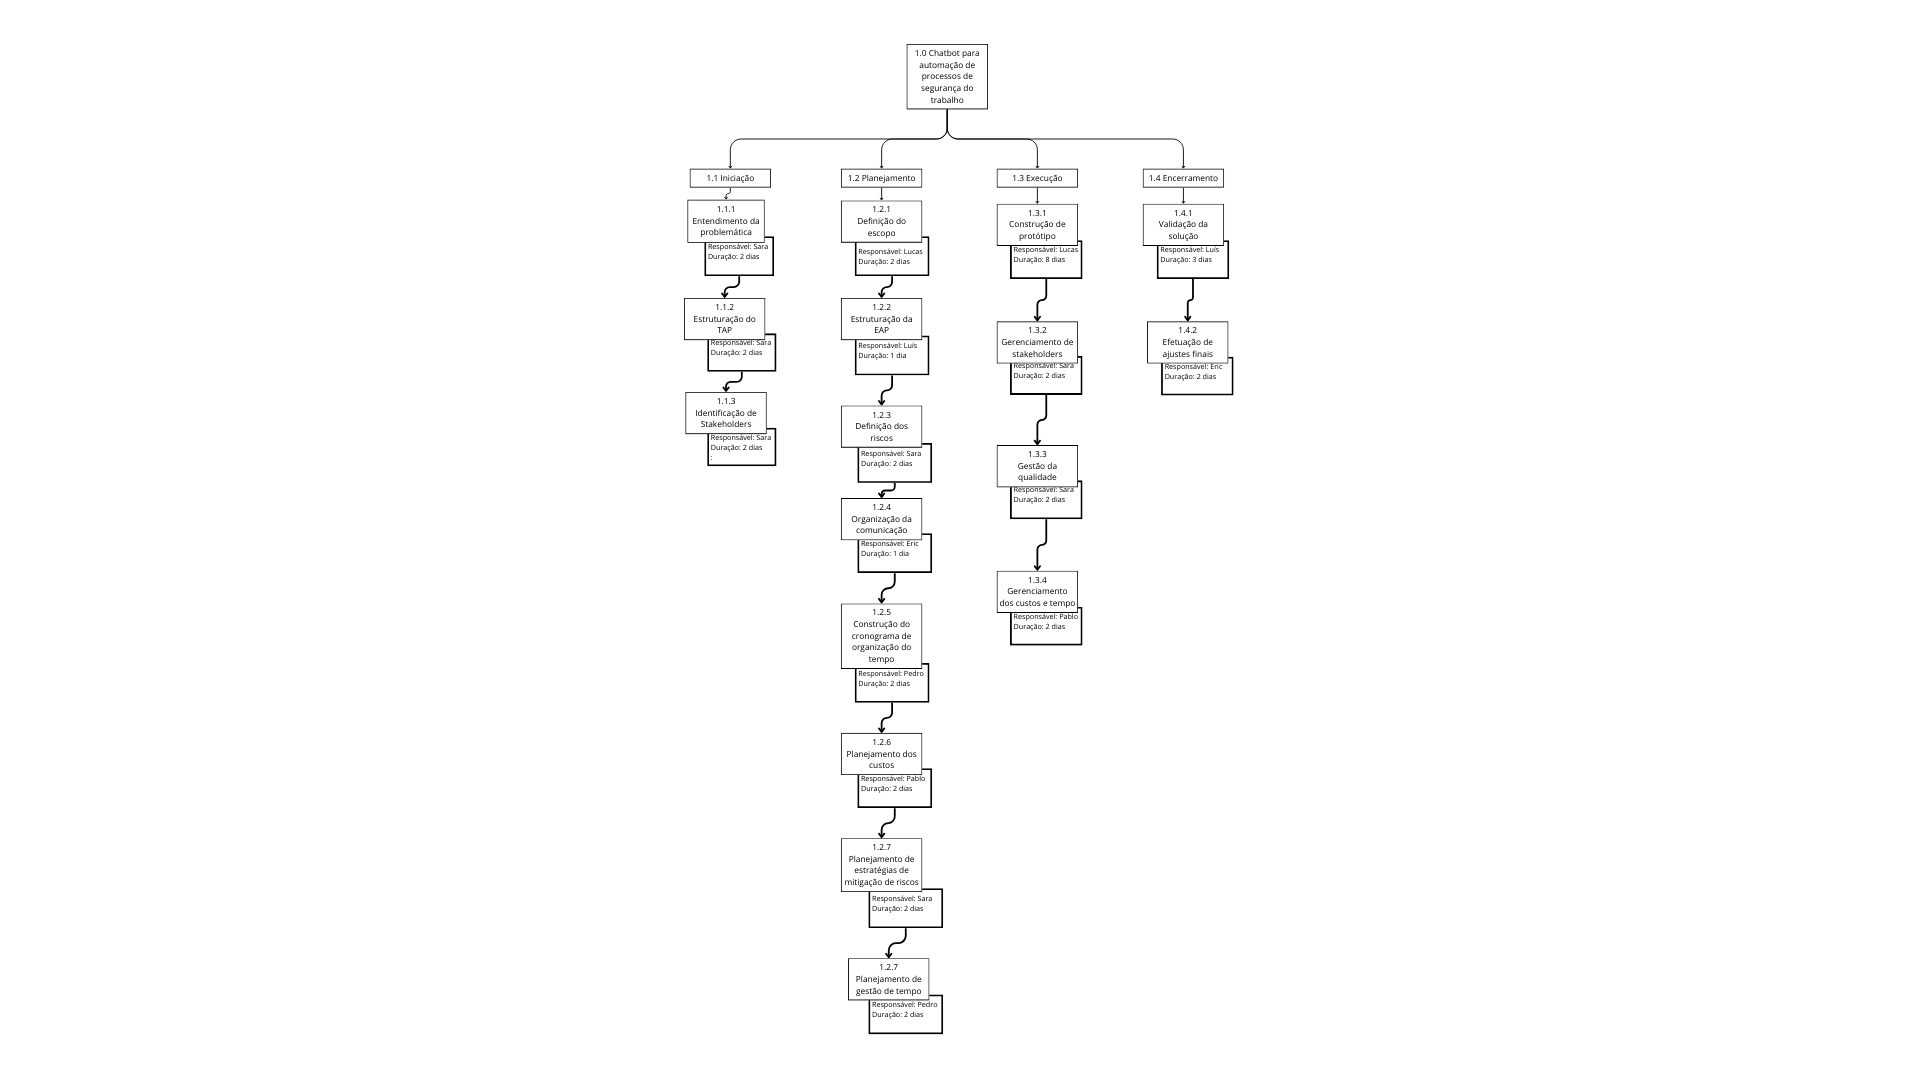 1.0 Chatbot para
automação de
processos de
segurança do
trabalho
1.1 Iniciação
1.1.1
Entendimento da
problemática
Responsável: Sara
Duração: 2 dias
1.1.2
Estruturação do
TAP
Responsável: Sara
Duração: 2 dias
1.1.3
Identificação de
Stakeholders
Responsável: Sara
Duração: 2 dias
:
1.2 Planejamento
1.2.1
Definição do
escopo
Responsável: Lucas
Duração: 2 dias
1.2.2
Estruturação da
EAP
Responsável: Luís
Duração: 1 dia
1.2.3
Definição dos
riscos
Responsável: Sara
Duração: 2 dias
1.2.4
Organização da
comunicação
Responsável: Eric
Duração: 1 dia
1.2.5
Construção do
cronograma de
organização do
tempo
Responsável: Pedro
Duração: 2 dias
1.2.6
Planejamento dos
custos
Responsável: Pablo
Duração: 2 dias
1.2.7
Planejamento de
estratégias de
mitigação de riscos
Responsável: Sara
Duração: 2 dias
1.2.7
Planejamento de
gestão de tempo
Responsável: Pedro
Duração: 2 dias
1.3 Execução
1.3.1
Construção de
protótipo
Responsável: Lucas
Duração: 8 dias
1.3.2
Gerenciamento de
stakeholders
Responsável: Sara
Duração: 2 dias
1.3.3
Gestão da
qualidade
Responsável: Sara
Duração: 2 dias
1.3.4
Gerenciamento
dos custos e tempo
Responsável: Pablo
Duração: 2 dias
1.4 Encerramento
1.4.1
Validação da
solução
Responsável: Luís
Duração: 3 dias
1.4.2
Efetuação de
ajustes finais
Responsável: Eric
Duração: 2 dias